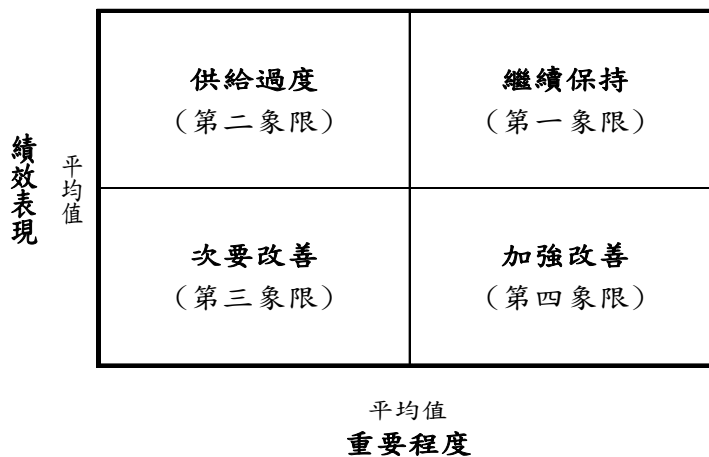 供給過度
(第二象限)
繼續保持
(第一象限)
績效表現
平均值
次要改善
(第三象限)
加強改善
(第四象限)
平均值
重要程度